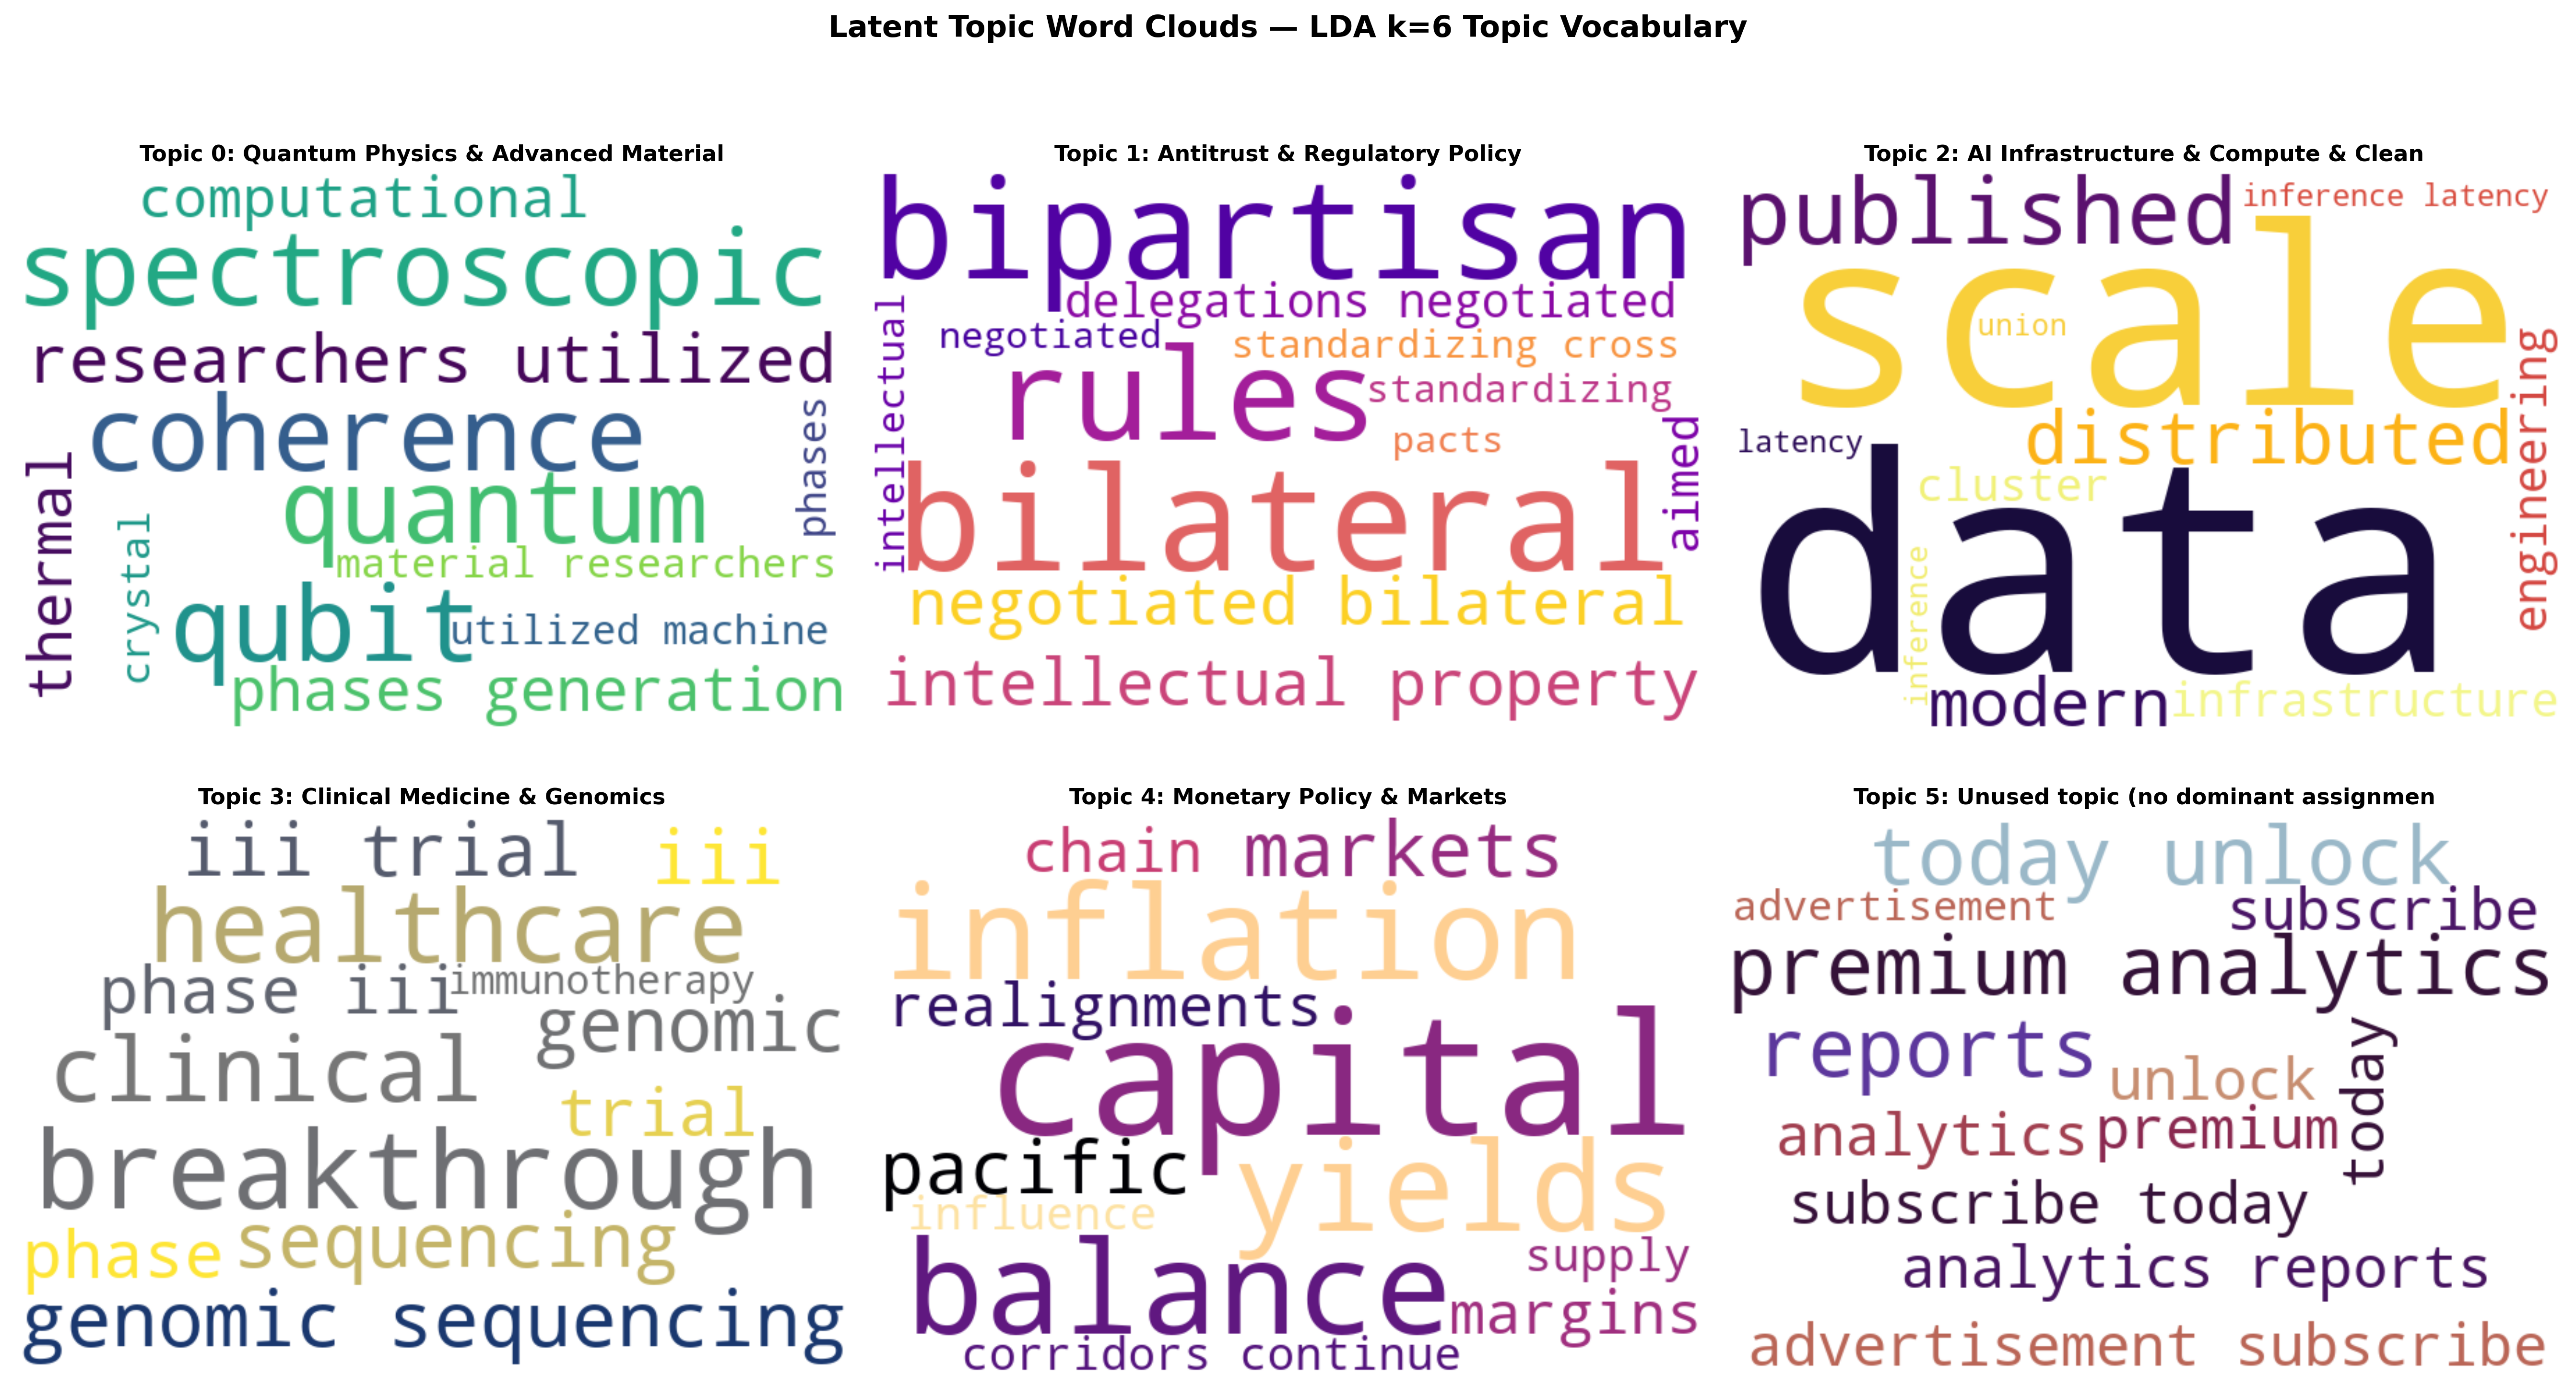 Latent Topic Word Clouds — LDA k=6 Topic Vocabulary
Topic 0: Quantum Physics & Advanced Material
computational
spectroscopic
researchers utilized
coherence
phases
thermal
quantum
crystal
material researchers
qubit
utilized machine
phases generation
Topic 1: Antitrust & Regulatory Policy
bipartisan
delegations negotiated
intellectual
negotiated
standardizing cross
rules
standardizing
pacts
aimed
bilateral
negotiated bilateral
intellectual property
Topic 2: AI Infrastructure & Compute & Clean
published
inference latency
scale
union
engineering
distributed
latency
cluster
data
inference
modern
infrastructure
Topic 3: Clinical Medicine & Genomics
iii trial
iii
healthcare
phase iii
immunotherapy
genomic
clinical
trial
breakthrough
phase
sequencing
genomic sequencing
Topic 4: Monetary Policy & Markets
chain
markets
inflation
realignments
capital
pacific
yields
influence
balance
supply
margins
corridors continue
Topic 5: Unused topic (no dominant assignmen
today unlock
advertisement
subscribe
premium analytics
reports
unlock
today
analytics
premium
subscribe today
analytics reports
advertisement subscribe